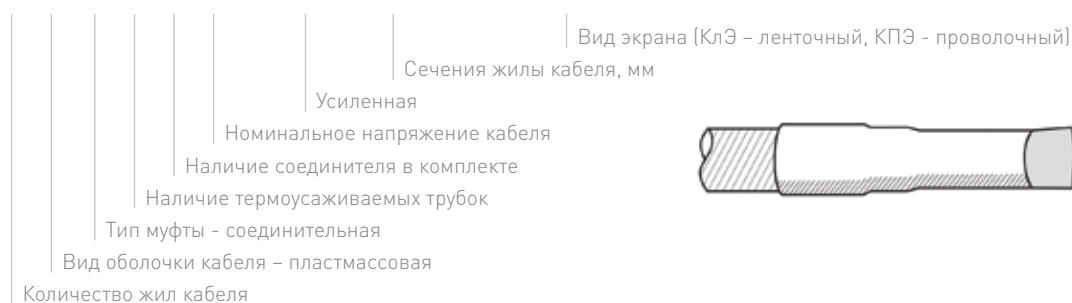 Вид экрана (КлЭ – ленточный, КПЭ - проволочный)
Сечения жилы кабеля, мм
Усиленная
Номинальное напряжение кабеля
Наличие соединителя в комплекте
Наличие термоусаживаемых трубок
Тип муфты - соединительная
Вид оболочки кабеля – пластмассовая
Количество жил кабеля